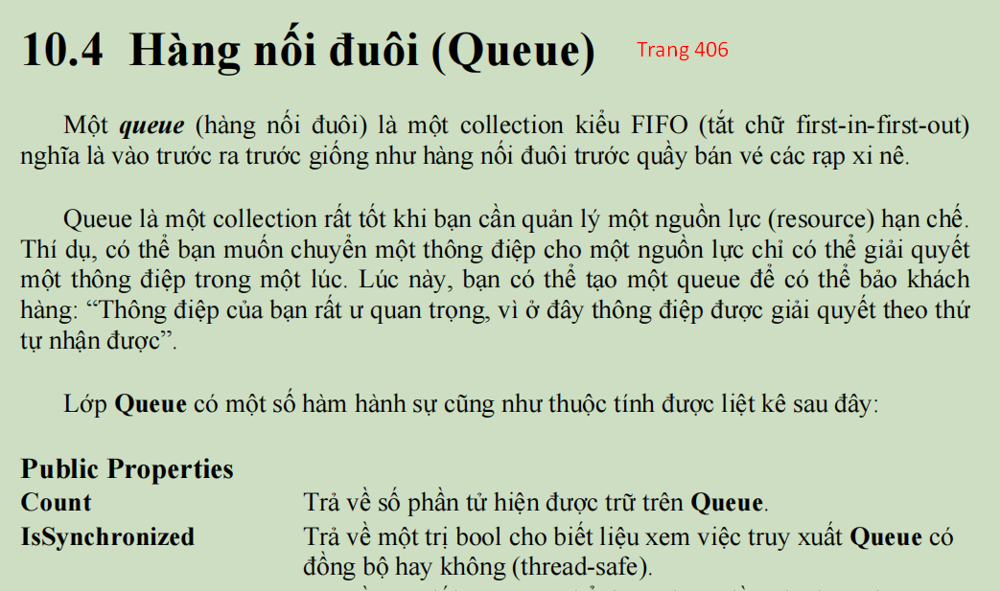 10.4 Hàng nối đuôi (Queue) Trang 406
Một queue (hàng nối đuôi) là một collection kiểu FIFO (tắt chữ first-in-first-out)
nghĩa là vào trước ra trước giống như hàng nối đuôi trước quầy bán vé các rạp xi nê.
Queue là một collection rất tốt khi bạn cần quản lý một nguồn lực (resource) hạn chế.
Thí dụ, có thể bạn muốn chuyển một thông điệp cho một nguồn lực chỉ có thể giải quyết
một thông điệp trong một lúc. Lúc này, bạn có thể tạo một queue để có thể bảo khách
hàng: “Thông điệp của bạn rất ư quan trọng, vì ở đây thông điệp được giải quyết theo thứ
tự nhận được”.
Lớp Queue có một số hàm hành sự cũng như thuộc tính được liệt kê sau đây:
Public Properties
Count Trả về số phần tử hiện được trữ trên Queue.
IsSynchronized Trả về một trị bool cho biết liệu xem việc truy xuất Queue có
đồng bộ hay không (thread-safe).